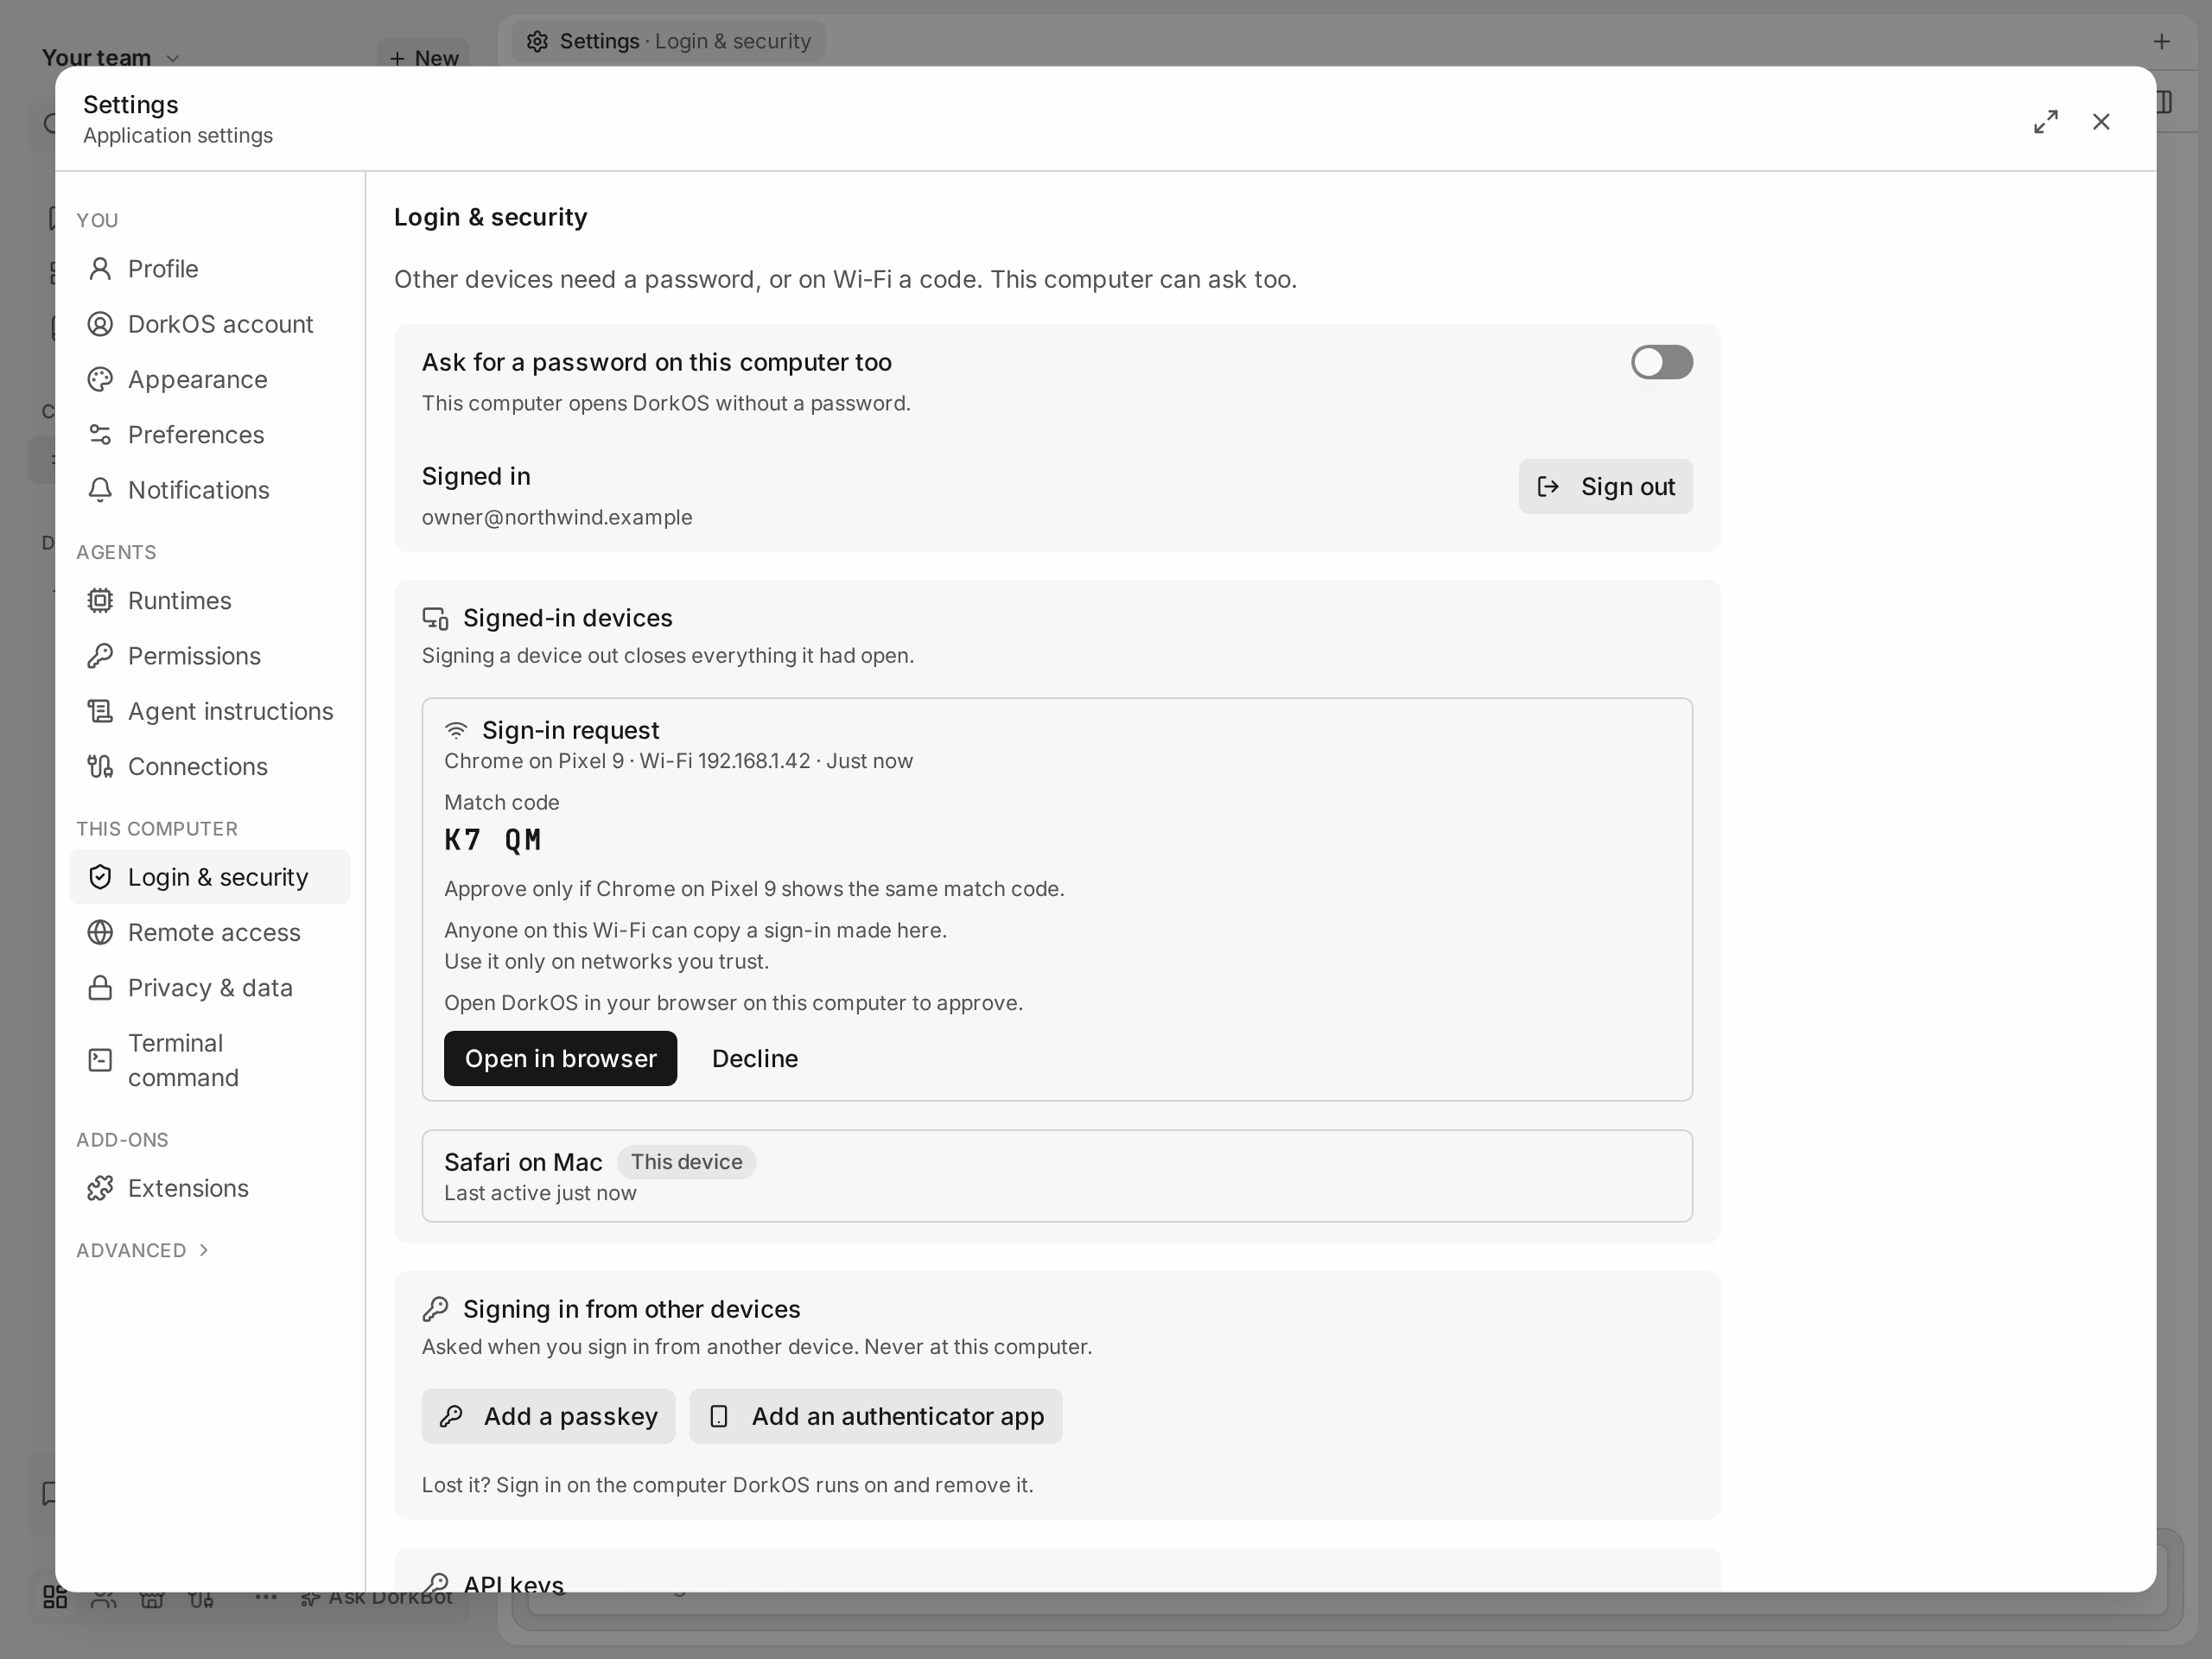 Your team
New
Settings · Login & security
Settings
Application settings
YOU
Profile
DorkOS account
Appearance
Preferences
Notifications
AGENTS
Runtimes
Permissions
Agent instructions
Connections
THIS COMPUTER
Login & security
Remote access
Privacy & data
Terminal
command
ADD-ONS
Extensions
ADVANCED
Login & security
Other devices need a password, or on Wi-Fi a code. This computer can ask too.
Ask for a password on this computer too
This computer opens DorkOS without a password.
Signed in
owner@northwind.example
Sign out
Signed-in devices
Signing a device out closes everything it had open.
Sign-in request
Chrome on Pixel 9 · Wi-Fi 192.168.1.42 · Just now
Match code
K7 QM
Approve only if Chrome on Pixel 9 shows the same match code.
Anyone on this Wi-Fi can copy a sign-in made here.
Use it only on networks you trust.
Open DorkOS in your browser on this computer to approve.
Open in browser
Decline
Safari on Mac
This device
Last active just now
Signing in from other devices
Asked when you sign in from another device. Never at this computer.
Add a passkey
Add an authenticator app
Lost it? Sign in on the computer DorkOS runs on and remove it.
API keys
Ask DorkBot